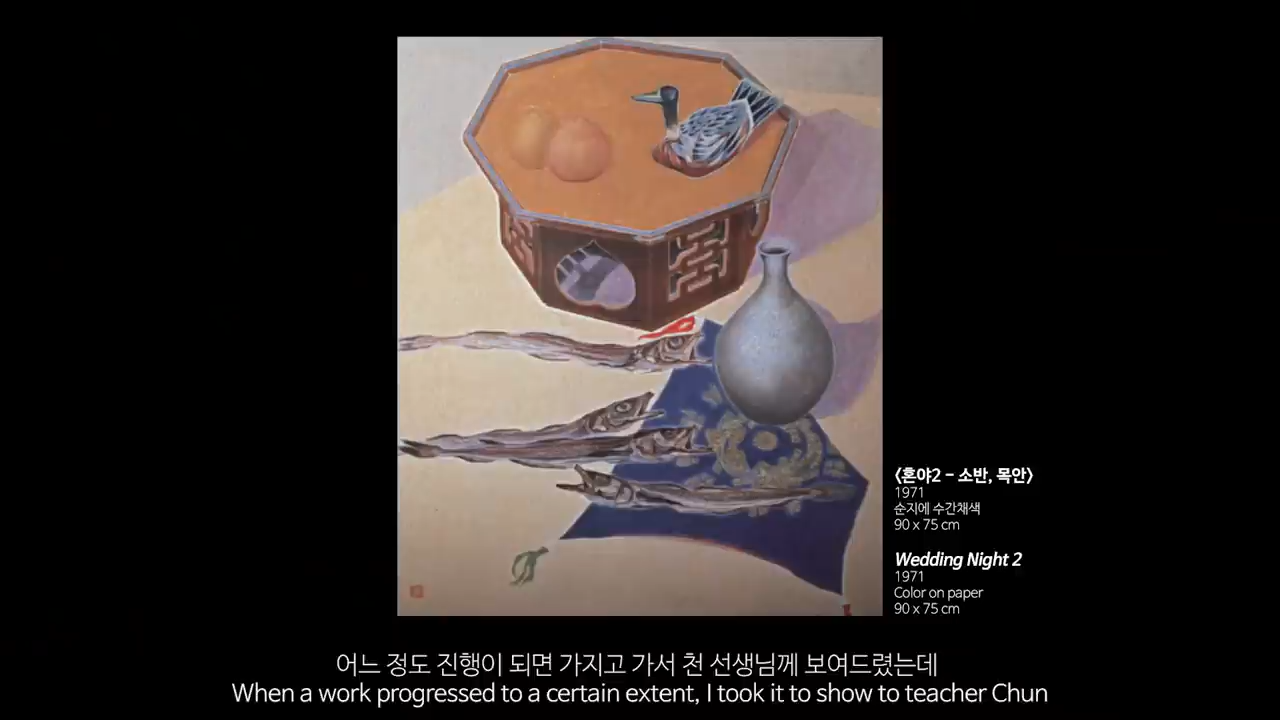 〈혼야2 – 소반, 목안〉
1971
순지에 수간채색
90 x 75 cm
Wedding Night 2
1971
Color on paper
90 x 75 cm
어느 정도 진행이 되면 가지고 가서 천 선생님께 보여드렸는데
When a work progressed to a certain extent, I took it to show to teacher Chun